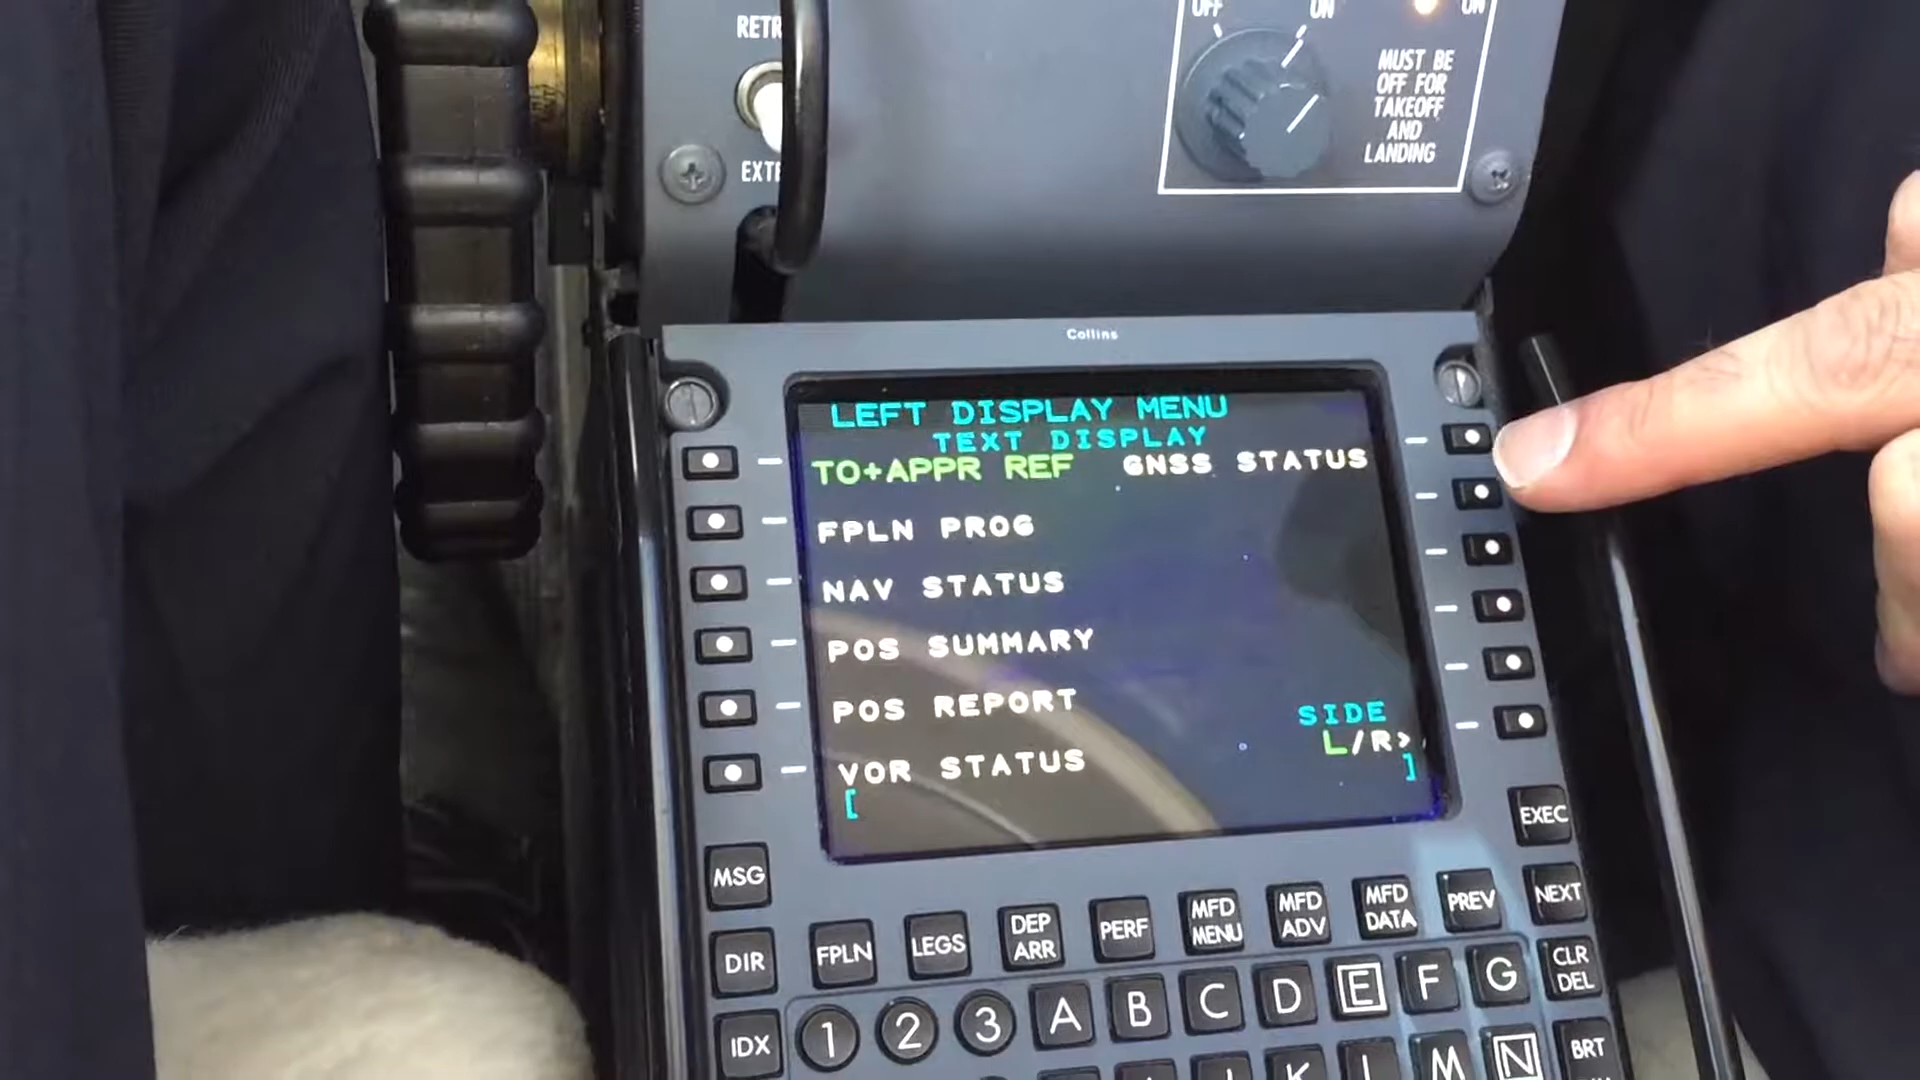 RETR
EXTE
OFF
ON
ON
MUST BE
OFF FOR
TAKEOFF
AND
LANDING
Collins
LEFT DISPLAY MENU
TEXT DISPLAY
TO+APPR REF GNSS STATUS
FPLN PROG
NAV STATUS
POS SUMMARY
POS REPORT
SIDE
L/R>
VOR STATUS
[ ]
EXEC
MSG
FPLN LEGS DEP ARR PERF MFD MENU MFD ADV MFD DATA PREV NEXT
DIR
CLR
DEL
1 2 3 A B C D E F G
IDX
K L M N
BRT